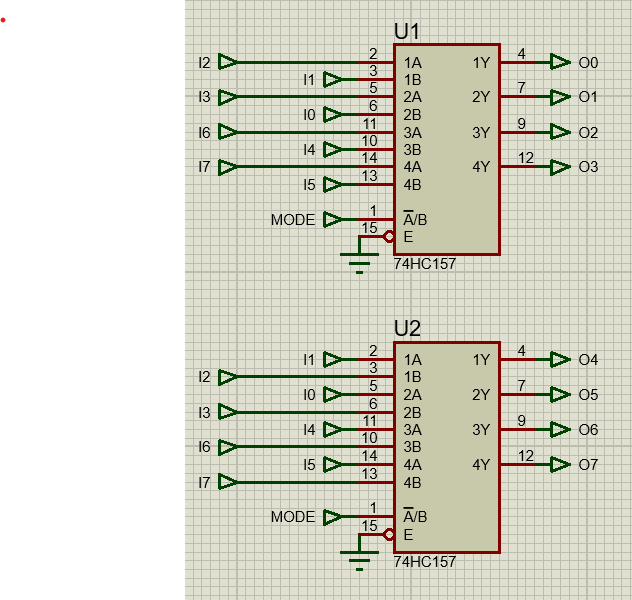 U1
I2 2 1A 1Y 4 O0
I1 3 1B
I3 5 2A 2Y 7 O1
I0 6 2B
I6 11 3A 3Y 9 O2
I4 10 3B
I7 14 4A 4Y 12 O3
I5 13 4B
MODE 1 A̅/B
15 E
74HC157
U2
I1 2 1A 1Y 4 O4
I2 3 1B
I0 5 2A 2Y 7 O5
I3 6 2B
I4 11 3A 3Y 9 O6
I6 10 3B
I5 14 4A 4Y 12 O7
I7 13 4B
MODE 1 A̅/B
15 E
74HC157